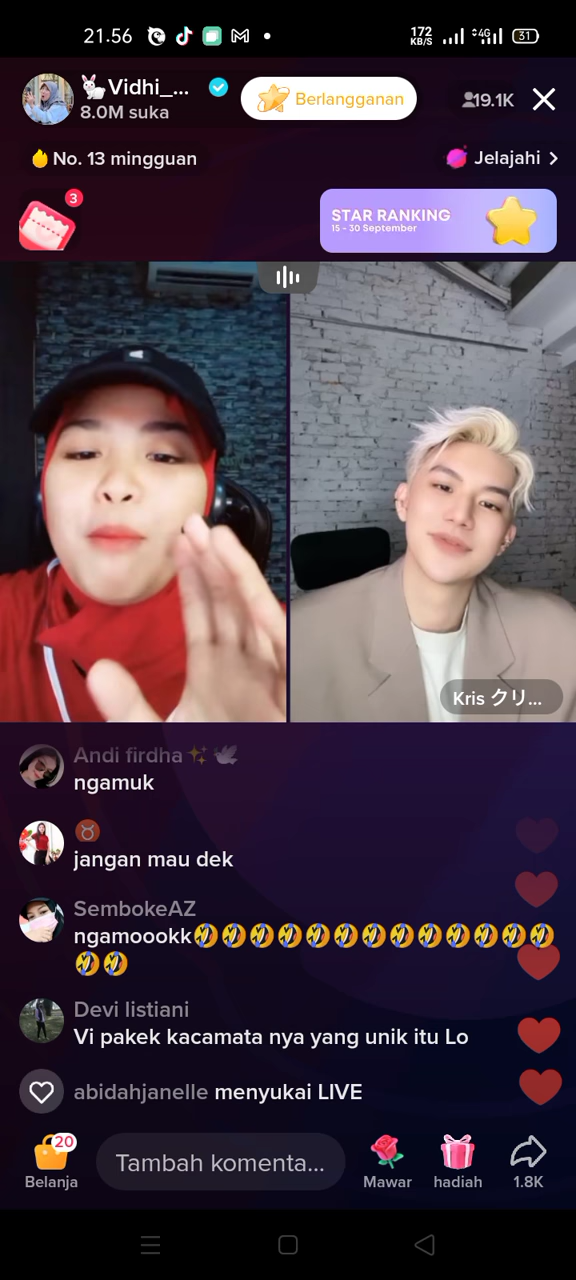 21.56
172
KB/S
4G
31
Vidhi_...
8.0M suka
Berlangganan
19.1K
No. 13 mingguan
Jelajahi
3
STAR RANKING
15 - 30 September
Kris クリ...
Andi firdha✨🕊
ngamuk
♉
jangan mau dek
SembokeAZ
ngamoookk🤣🤣🤣🤣🤣🤣🤣🤣🤣🤣🤣🤣🤣
🤣🤣
Devi listiani
Vi pakek kacamata nya yang unik itu Lo
abidahjanelle menyukai LIVE
20
Belanja
Tambah komenta...
Mawar
hadiah
1.8K